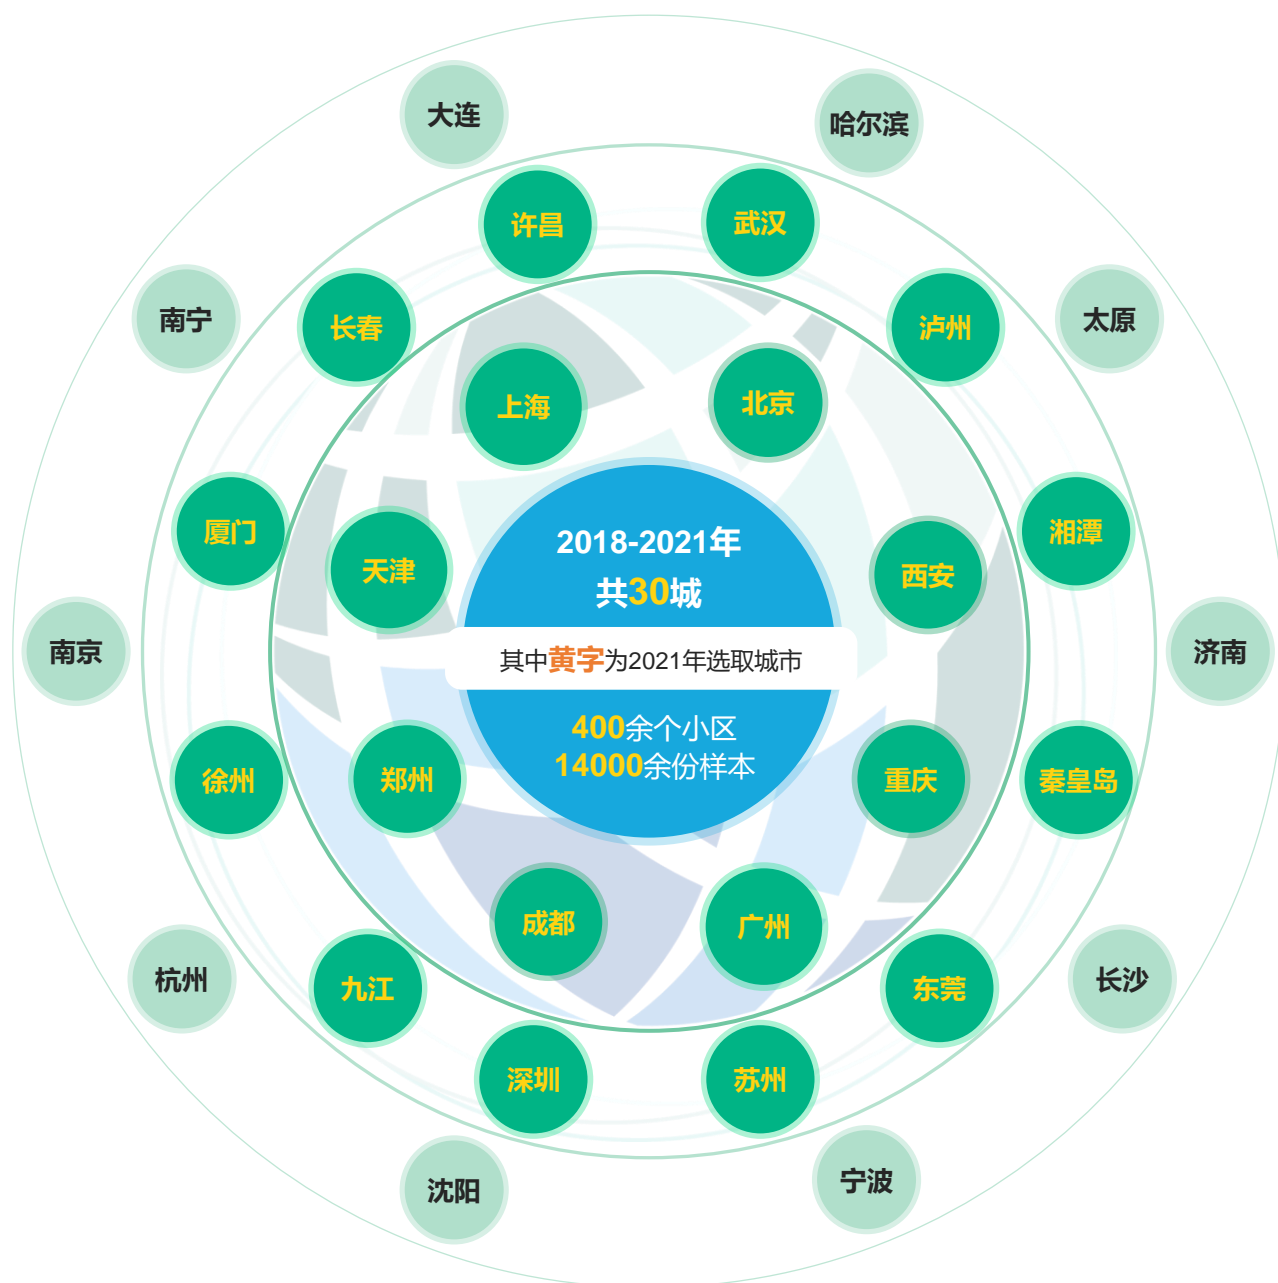 大连
哈尔滨
许昌
武汉
南宁
长春
泸州
太原
上海
北京
厦门
湘潭
天津
西安
2018-2021年
共30城
南京
其中黄字为2021年选取城市
济南
400余个小区
14000余份样本
徐州
郑州
重庆
秦皇岛
成都
广州
杭州
长沙
九江
东莞
深圳
苏州
沈阳
宁波